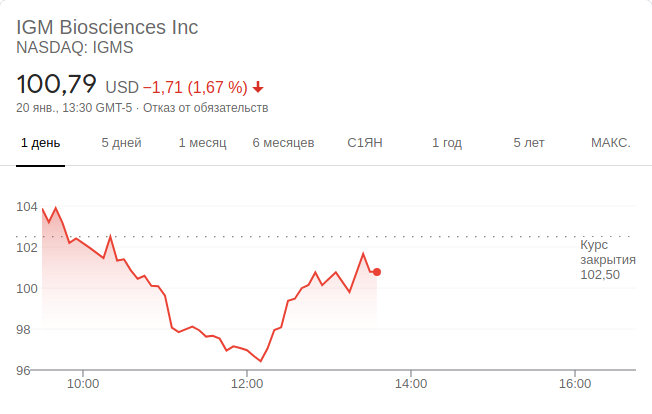 IGM Biosciences Inc
NASDAQ: IGMS
100,79 USD −1,71 (1,67 %)
20 янв., 13:30 GMT-5 · Отказ от обязательств
1 день 5 дней 1 месяц 6 месяцев С1ЯН 1 год 5 лет МАКС.
104
102
100
98
96
Курс
закрытия
102,50
10:00 12:00 14:00 16:00